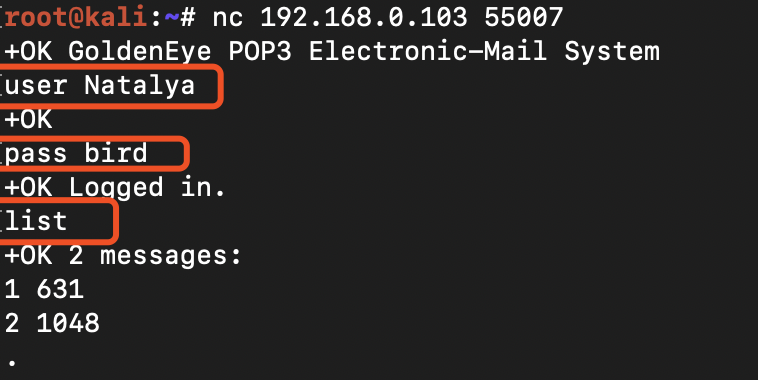 root@kali:~# nc 192.168.0.103 55007
+OK GoldenEye POP3 Electronic-Mail System
user Natalya
+OK
pass bird
+OK Logged in.
list
+OK 2 messages:
1 631
2 1048
.